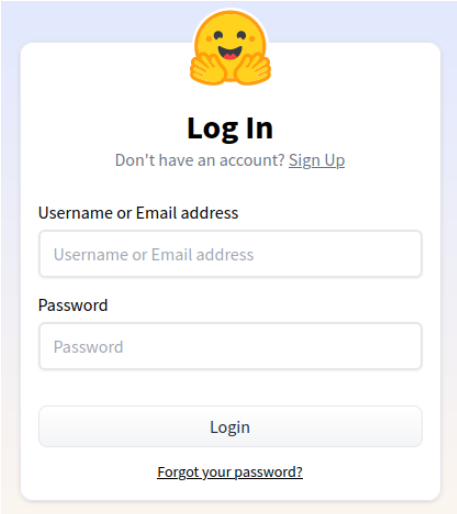 Log In
Don't have an account? Sign Up
Username or Email address
Username or Email address
Password
Password
Login
Forgot your password?